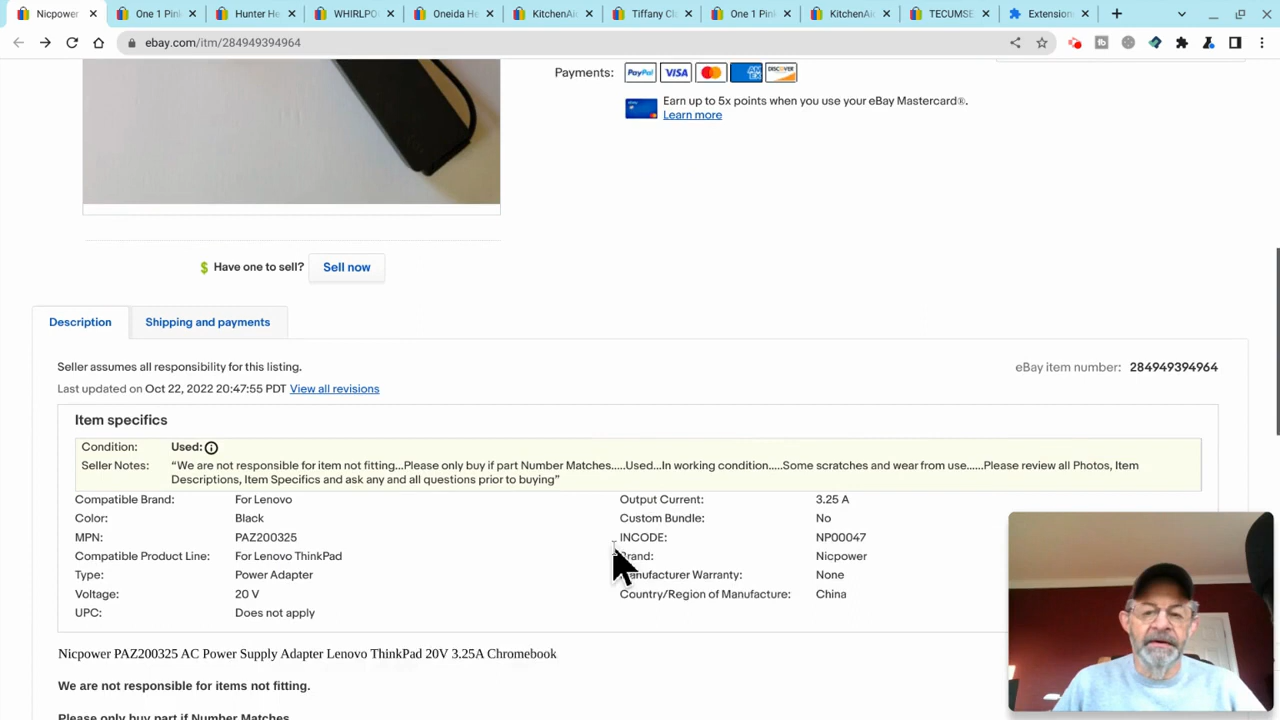 Nicpower
One 1 Pin
Hunter He
WHIRLPO
Oneida He
KitchenAi
Tiffany Cl
One 1 Pin
KitchenAi
TECUMSE
Extension
ebay.com/itm/284949394964
Payments: PayPal VISA AMEX DISCOVER
Earn up to 5x points when you use your eBay Mastercard®.
Learn more
$ Have one to sell? Sell now
Description
Shipping and payments
Seller assumes all responsibility for this listing.
eBay item number: 284949394964
Last updated on Oct 22, 2022 20:47:55 PDT View all revisions
Item specifics
Condition: Used:
Seller Notes: “We are not responsible for item not fitting...Please only buy if part Number Matches.....Used...In working condition.....Some scratches and wear from use......Please review all Photos, Item
Descriptions, Item Specifics and ask any and all questions prior to buying”
Compatible Brand: For Lenovo
Output Current: 3.25 A
Color: Black
Custom Bundle: No
MPN: PAZ200325
INCODE: NP00047
Compatible Product Line: For Lenovo ThinkPad
Brand: Nicpower
Type: Power Adapter
Manufacturer Warranty: None
Voltage: 20 V
Country/Region of Manufacture: China
UPC: Does not apply
Nicpower PAZ200325 AC Power Supply Adapter Lenovo ThinkPad 20V 3.25A Chromebook
We are not responsible for items not fitting.
Please only buy part if Number Matches